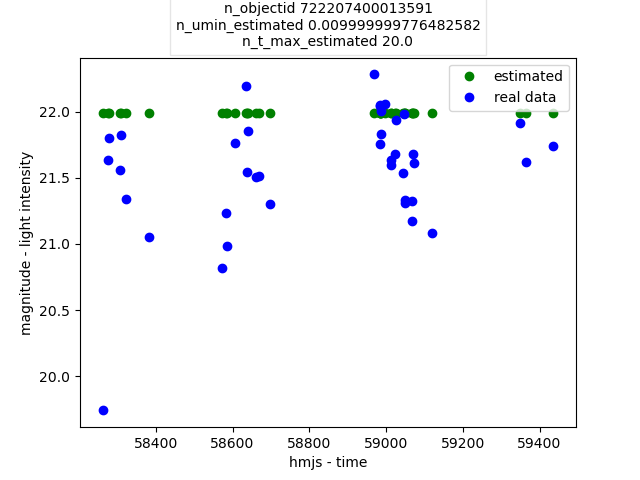 n_objectid 722207400013591
n_umin_estimated 0.009999999776482582
n_t_max_estimated 20.0
estimated
real data
22.0
21.5
21.0
20.5
20.0
magnitude - light intensity
58400
58600
58800
59000
59200
59400
hmjs - time